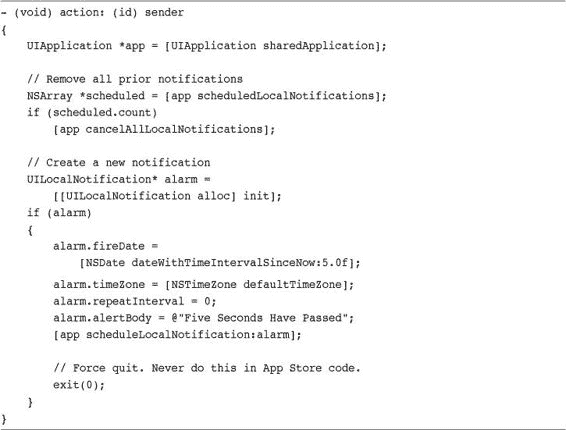 - (void) action: (id) sender
{
    UIApplication *app = [UIApplication sharedApplication];

    // Remove all prior notifications
    NSArray *scheduled = [app scheduledLocalNotifications];
    if (scheduled.count)
        [app cancelAllLocalNotifications];

    // Create a new notification
    UILocalNotification* alarm =
        [[UILocalNotification alloc] init];
    if (alarm)
    {
        alarm.fireDate =
            [NSDate dateWithTimeIntervalSinceNow:5.0f];
        alarm.timeZone = [NSTimeZone defaultTimeZone];
        alarm.repeatInterval = 0;
        alarm.alertBody = @"Five Seconds Have Passed";
        [app scheduleLocalNotification:alarm];

        // Force quit. Never do this in App Store code.
        exit(0);
    }
}